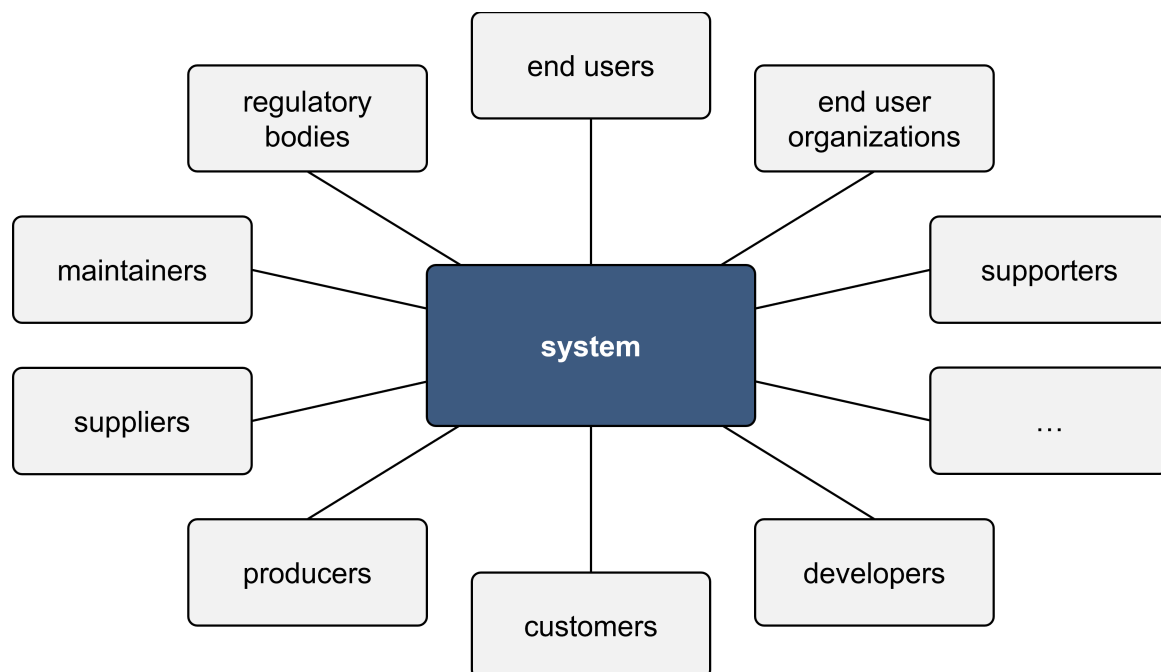 end users
regulatory
bodies
end user
organizations
maintainers
supporters
system
suppliers
…
producers
developers
customers